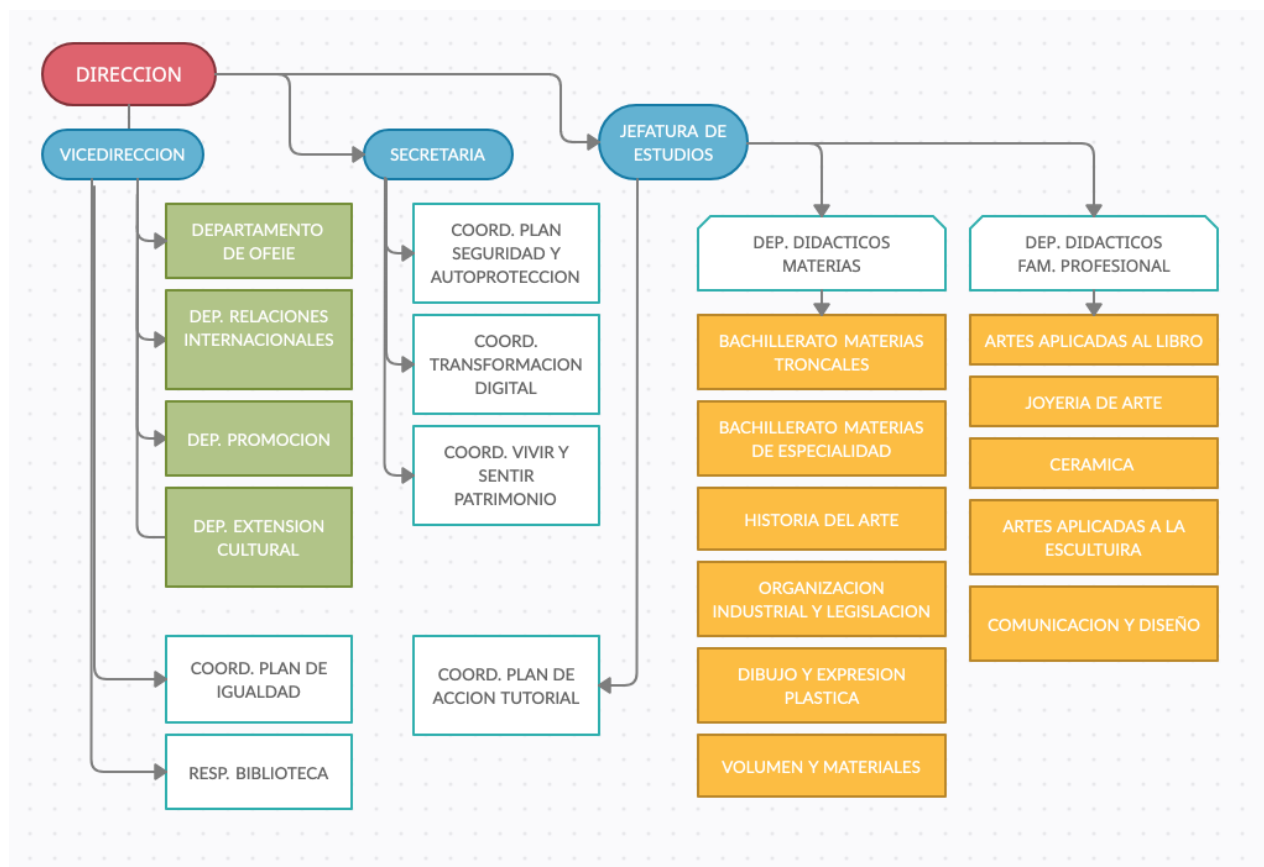 DIRECCION
VICEDIRECCION
SECRETARIA
JEFATURA DE
ESTUDIOS
DEPARTAMENTO
DE OFEIE
DEP. RELACIONES
INTERNACIONALES
DEP. PROMOCION
DEP. EXTENSION
CULTURAL
COORD. PLAN DE
IGUALDAD
RESP. BIBLIOTECA
COORD. PLAN
SEGURIDAD Y
AUTOPROTECCION
COORD.
TRANSFORMACION
DIGITAL
COORD. VIVIR Y
SENTIR
PATRIMONIO
COORD. PLAN DE
ACCION TUTORIAL
DEP. DIDACTICOS
MATERIAS
BACHILLERATO MATERIAS
TRONCALES
BACHILLERATO MATERIAS
DE ESPECIALIDAD
HISTORIA DEL ARTE
ORGANIZACION
INDUSTRIAL Y LEGISLACION
DIBUJO Y EXPRESION
PLASTICA
VOLUMEN Y MATERIALES
DEP. DIDACTICOS
FAM. PROFESIONAL
ARTES APLICADAS AL LIBRO
JOYERIA DE ARTE
CERAMICA
ARTES APLICADAS A LA
ESCULTUIRA
COMUNICACION Y DISEÑO